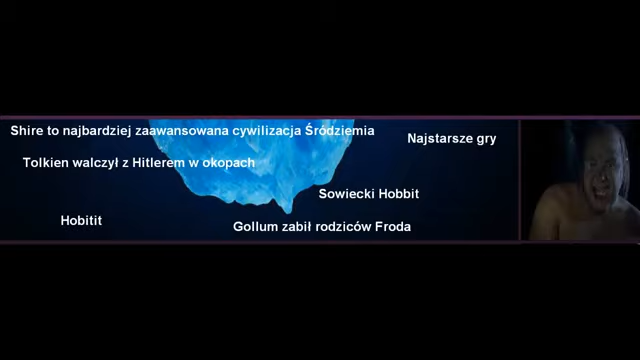 Shire to najbardziej zaawansowana cywilizacja Śródziemia
Najstarsze gry
Tolkien walczył z Hitlerem w okopach
Sowiecki Hobbit
Hobitit
Gollum zabił rodziców Froda